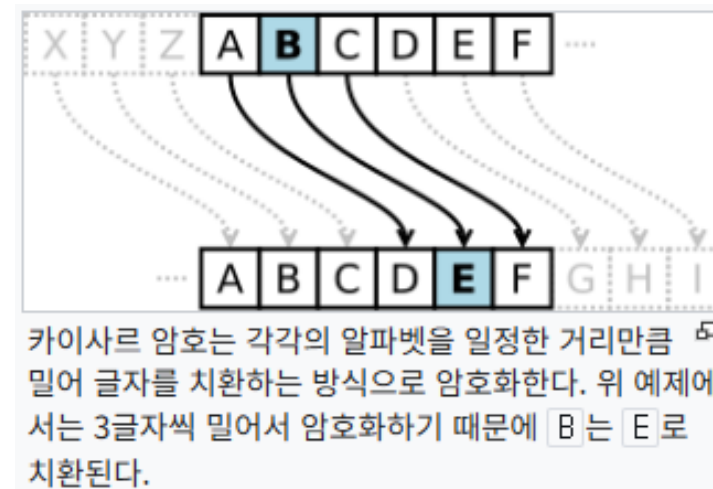 X Y Z A B C D E F ....
.... A B C D E F G H I
카이사르 암호는 각각의 알파벳을 일정한 거리만큼
밀어 글자를 치환하는 방식으로 암호화한다. 위 예제에
서는 3글자씩 밀어서 암호화하기 때문에 B 는 E 로
치환된다.